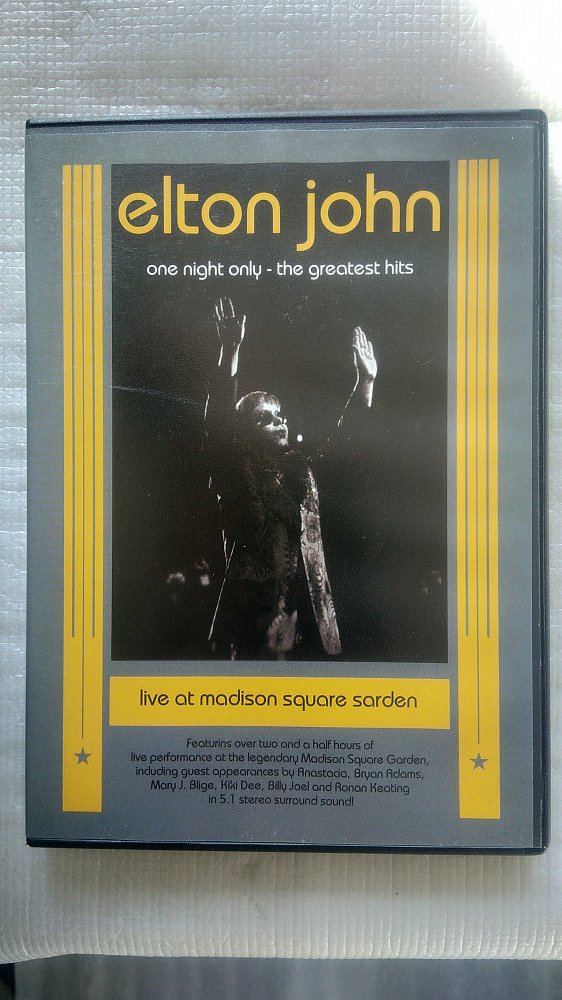 elton john
one night only - the greatest hits
live at madison square sarden
Featurins over two and a half hours of
live performance at the legendary Madison Square Garden,
including guest appearances by Anastacia, Bryan Adams,
Mary J. Blige, Kiki Dee, Billy Joel and Ronan Keating
in 5.1 stereo surround sound!